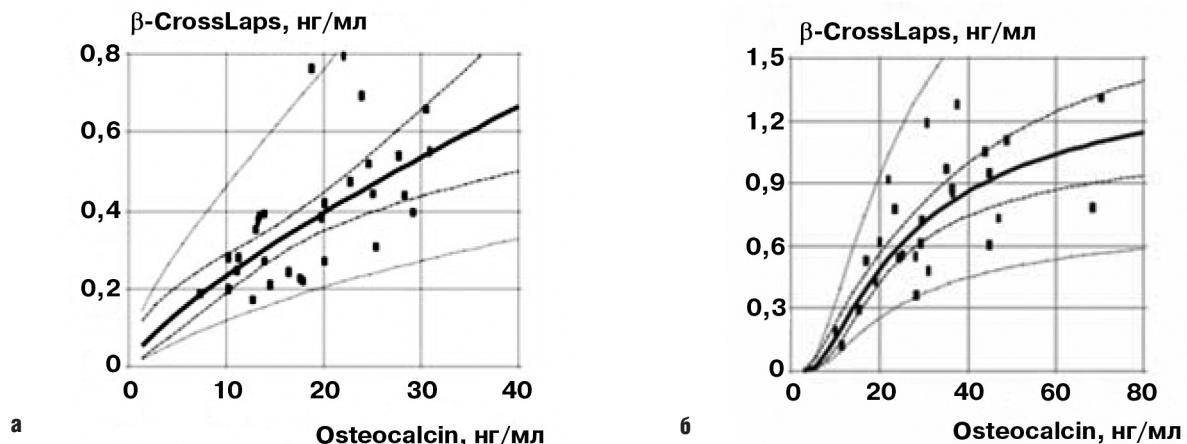 β-CrossLaps, нг/мл
0,8
0,6
0,4
0,2
0
0 10 20 30 40
Osteocalcin, нг/мл
а
β-CrossLaps, нг/мл
1,5
1,2
0,9
0,6
0,3
0
0 20 40 60 80
Osteocalcin, нг/мл
б